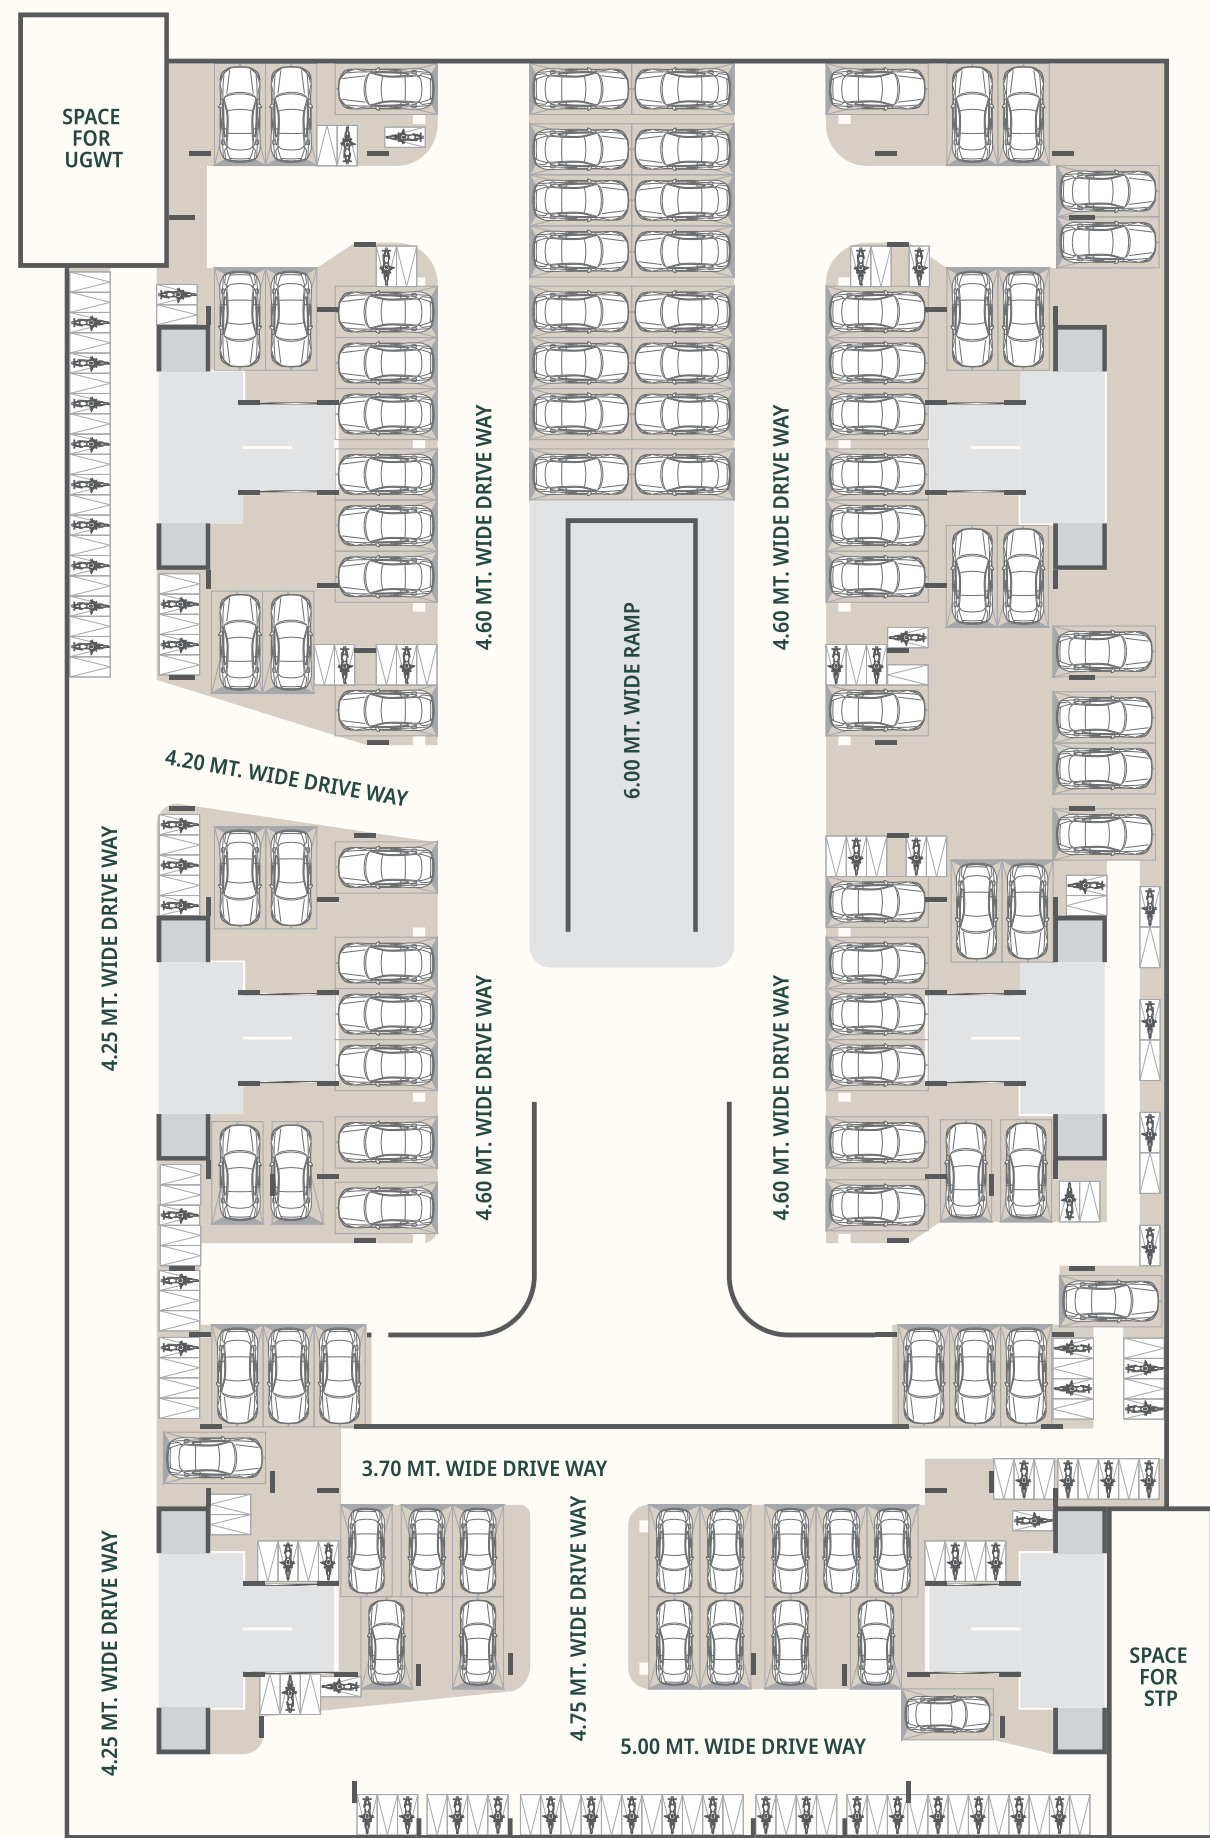 SPACE
FOR
UGWT
4.60 MT. WIDE DRIVE WAY
4.60 MT. WIDE DRIVE WAY
6.00 MT. WIDE RAMP
4.20 MT. WIDE DRIVE WAY
4.25 MT. WIDE DRIVE WAY
4.60 MT. WIDE DRIVE WAY
4.60 MT. WIDE DRIVE WAY
3.70 MT. WIDE DRIVE WAY
4.25 MT. WIDE DRIVE WAY
4.75 MT. WIDE DRIVE WAY
SPACE
FOR
STP
5.00 MT. WIDE DRIVE WAY